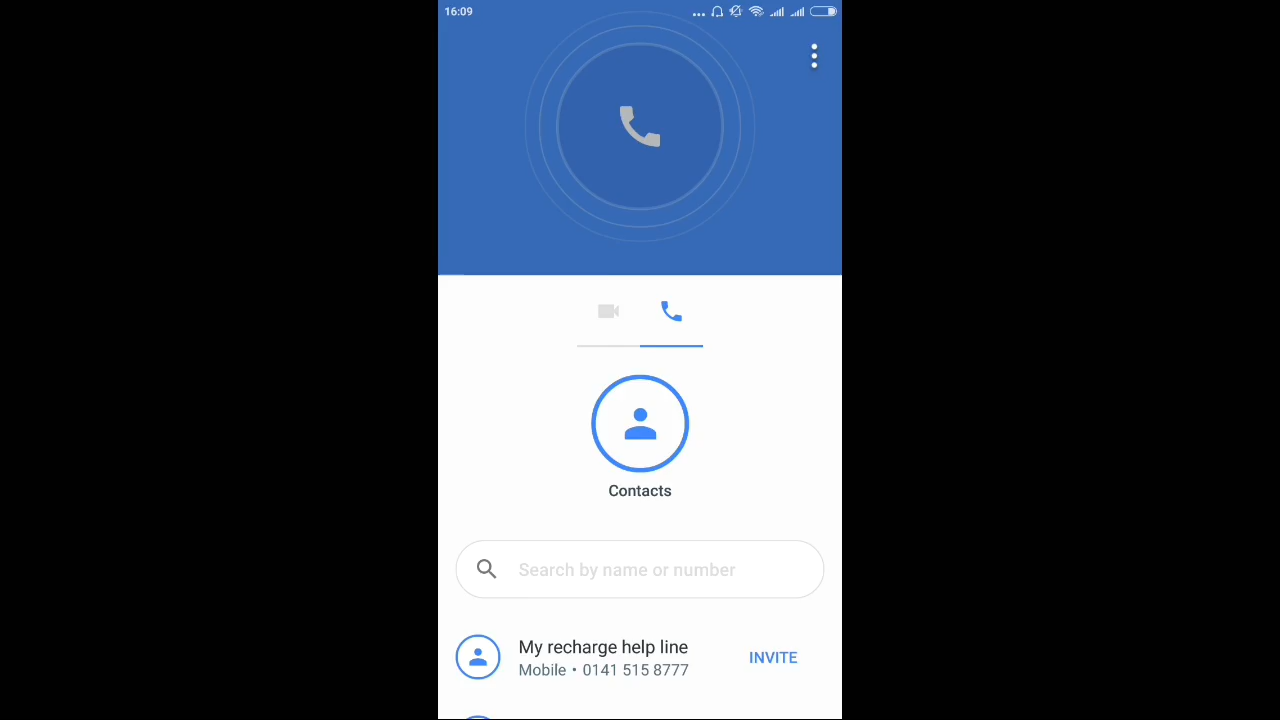 16:09
Contacts
Search by name or number
My recharge help line
INVITE
Mobile • 0141 515 8777